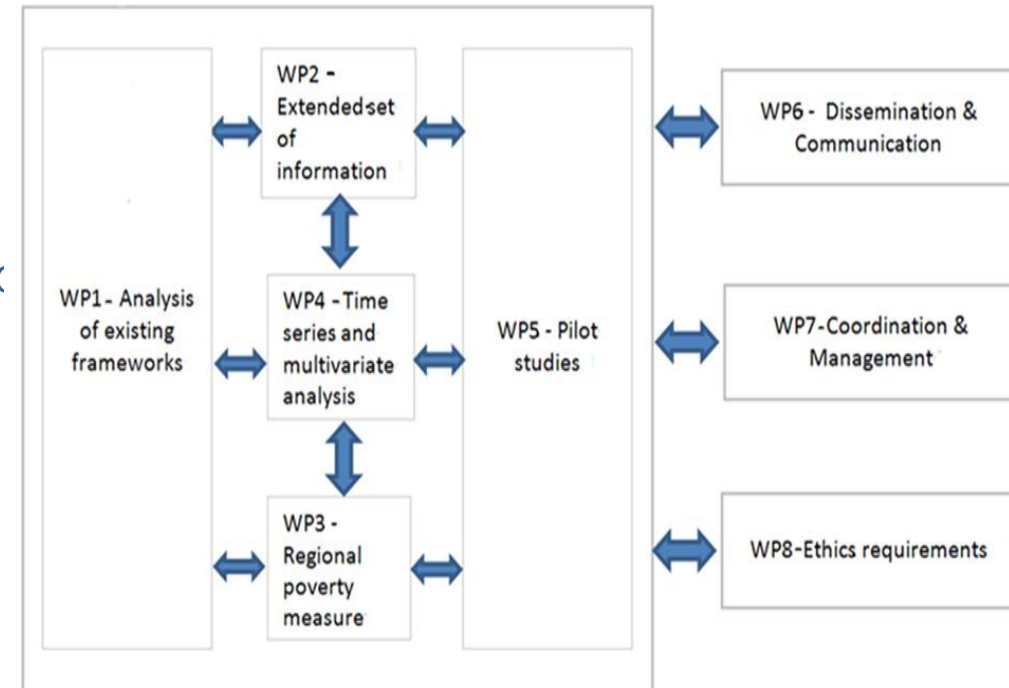 WP1- Analysis
of existing
frameworks
WP2 -
Extended set
of
information
WP4 - Time
series and
multivariate
analysis
WP3 -
Regional
poverty
measure
WP5 - Pilot
studies
WP6 - Dissemination &
Communication
WP7-Coordination &
Management
WP8-Ethics requirements